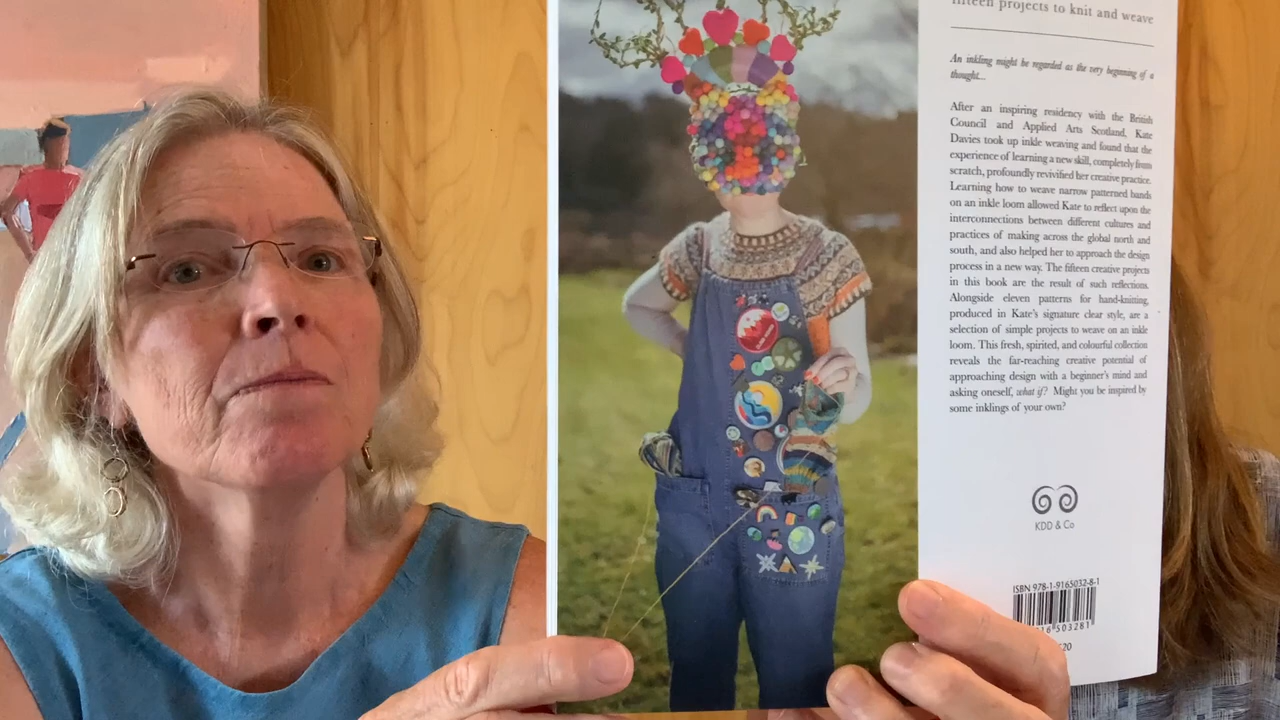 fifteen projects to knit and weave
An inkling might be regarded as the very beginning of a
thought...
After an inspiring residency with the British
Council and Applied Arts Scotland, Kate
Davies took up inkle weaving and found that the
experience of learning a new skill, completely from
scratch, profoundly revivified her creative practice.
Learning how to weave narrow patterned bands
on an inkle loom allowed Kate to reflect upon the
interconnections between different cultures and
practices of making across the global north and
south, and also helped her to approach the design
process in a new way. The fifteen creative projects
in this book are the result of such reflections.
Alongside eleven patterns for hand-knitting,
produced in Kate's signature clear style, are a
selection of simple projects to weave on an inkle
loom. This fresh, spirited, and colourful collection
reveals the far-reaching creative potential of
approaching design with a beginner's mind and
asking oneself, what if? Might you be inspired by
some inklings of your own?
KDD & Co
ISBN 978-1-9165032-8-1